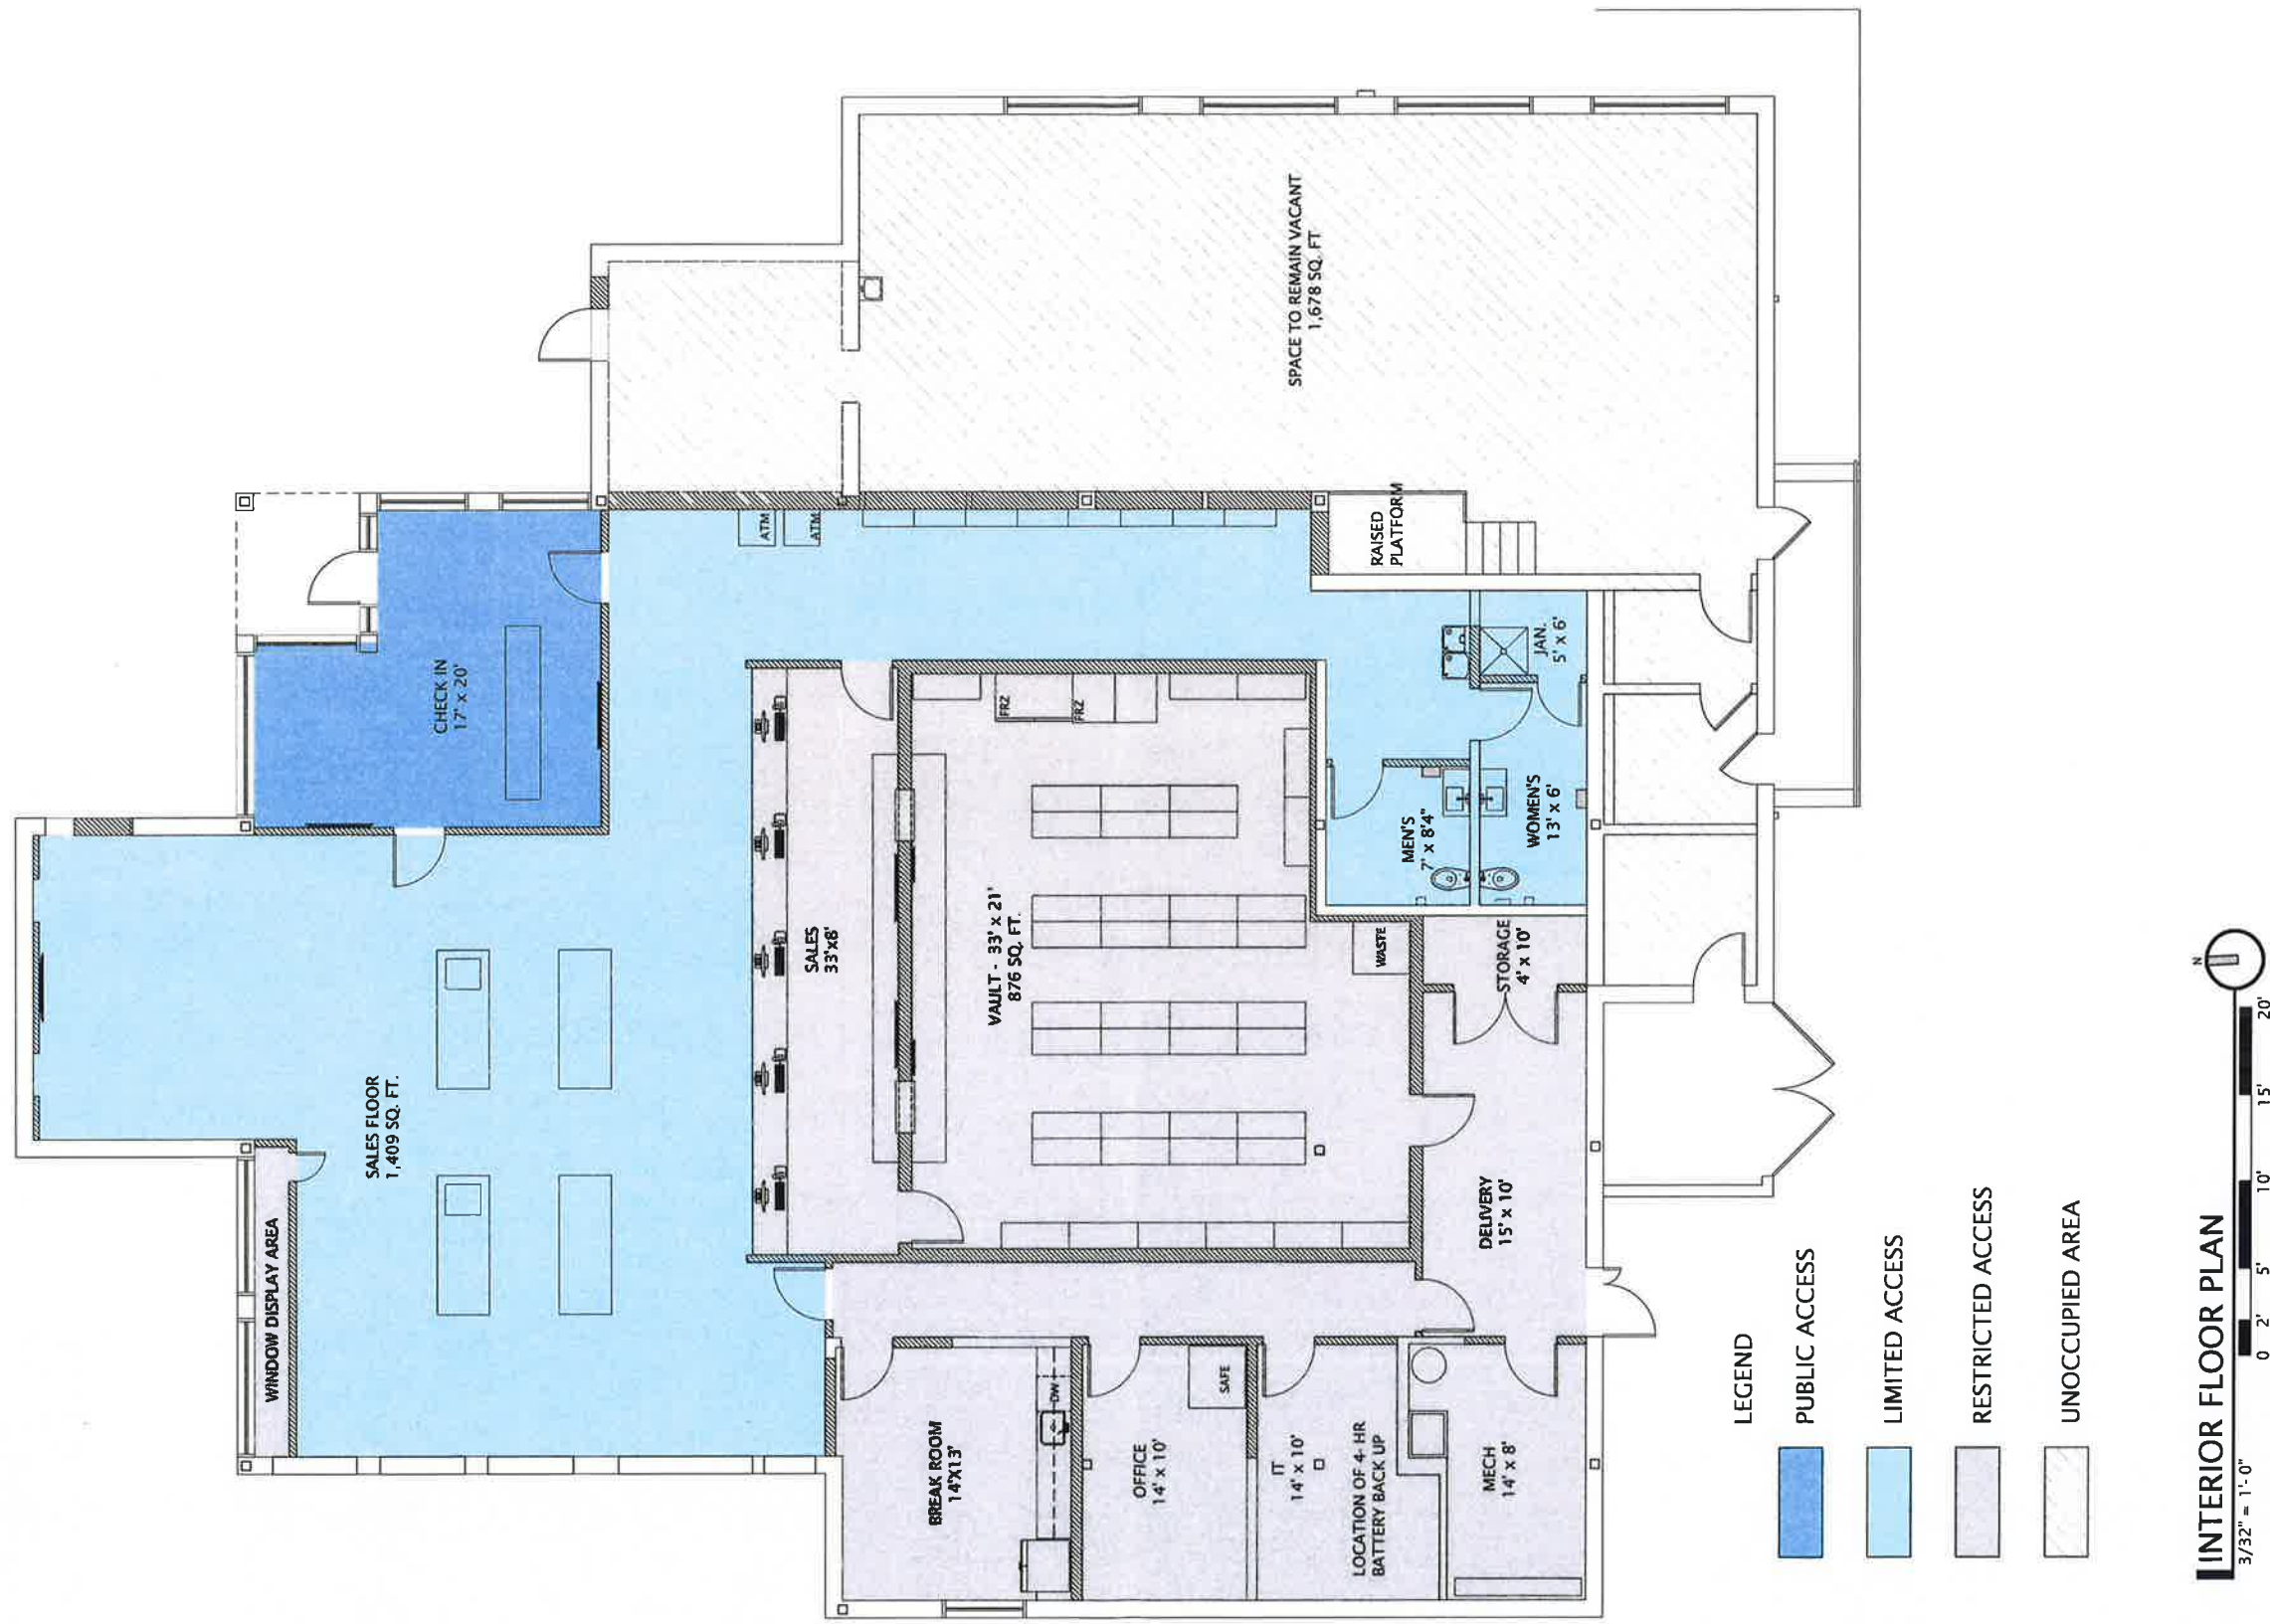 WINDOW DISPLAY AREA
SALES FLOOR
1,409 SQ. FT.
CHECK IN
17' x 20'
ATM
ATM
SALES
33'x8'
VAULT - 33' x 21'
876 SQ. FT.
FRZ
FRZ
WASTE
SPACE TO REMAIN VACANT
1,678 SQ. FT
RAISED
PLATFORM
JAN.
5' x 6'
MEN'S
7' x 8'4"
WOMEN'S
13' x 6'
STORAGE
4' x 10'
DELIVERY
15' x 10'
BREAK ROOM
14'X13'
DW
OFFICE
14' x 10'
SAFE
IT
14' x 10'
LOCATION OF 4- HR
BATTERY BACK UP
MECH
14' x 8'
LEGEND
PUBLIC ACCESS
LIMITED ACCESS
RESTRICTED ACCESS
UNOCCUPIED AREA
INTERIOR FLOOR PLAN
3/32" = 1'- 0"
0 2' 5' 10' 15' 20'
N